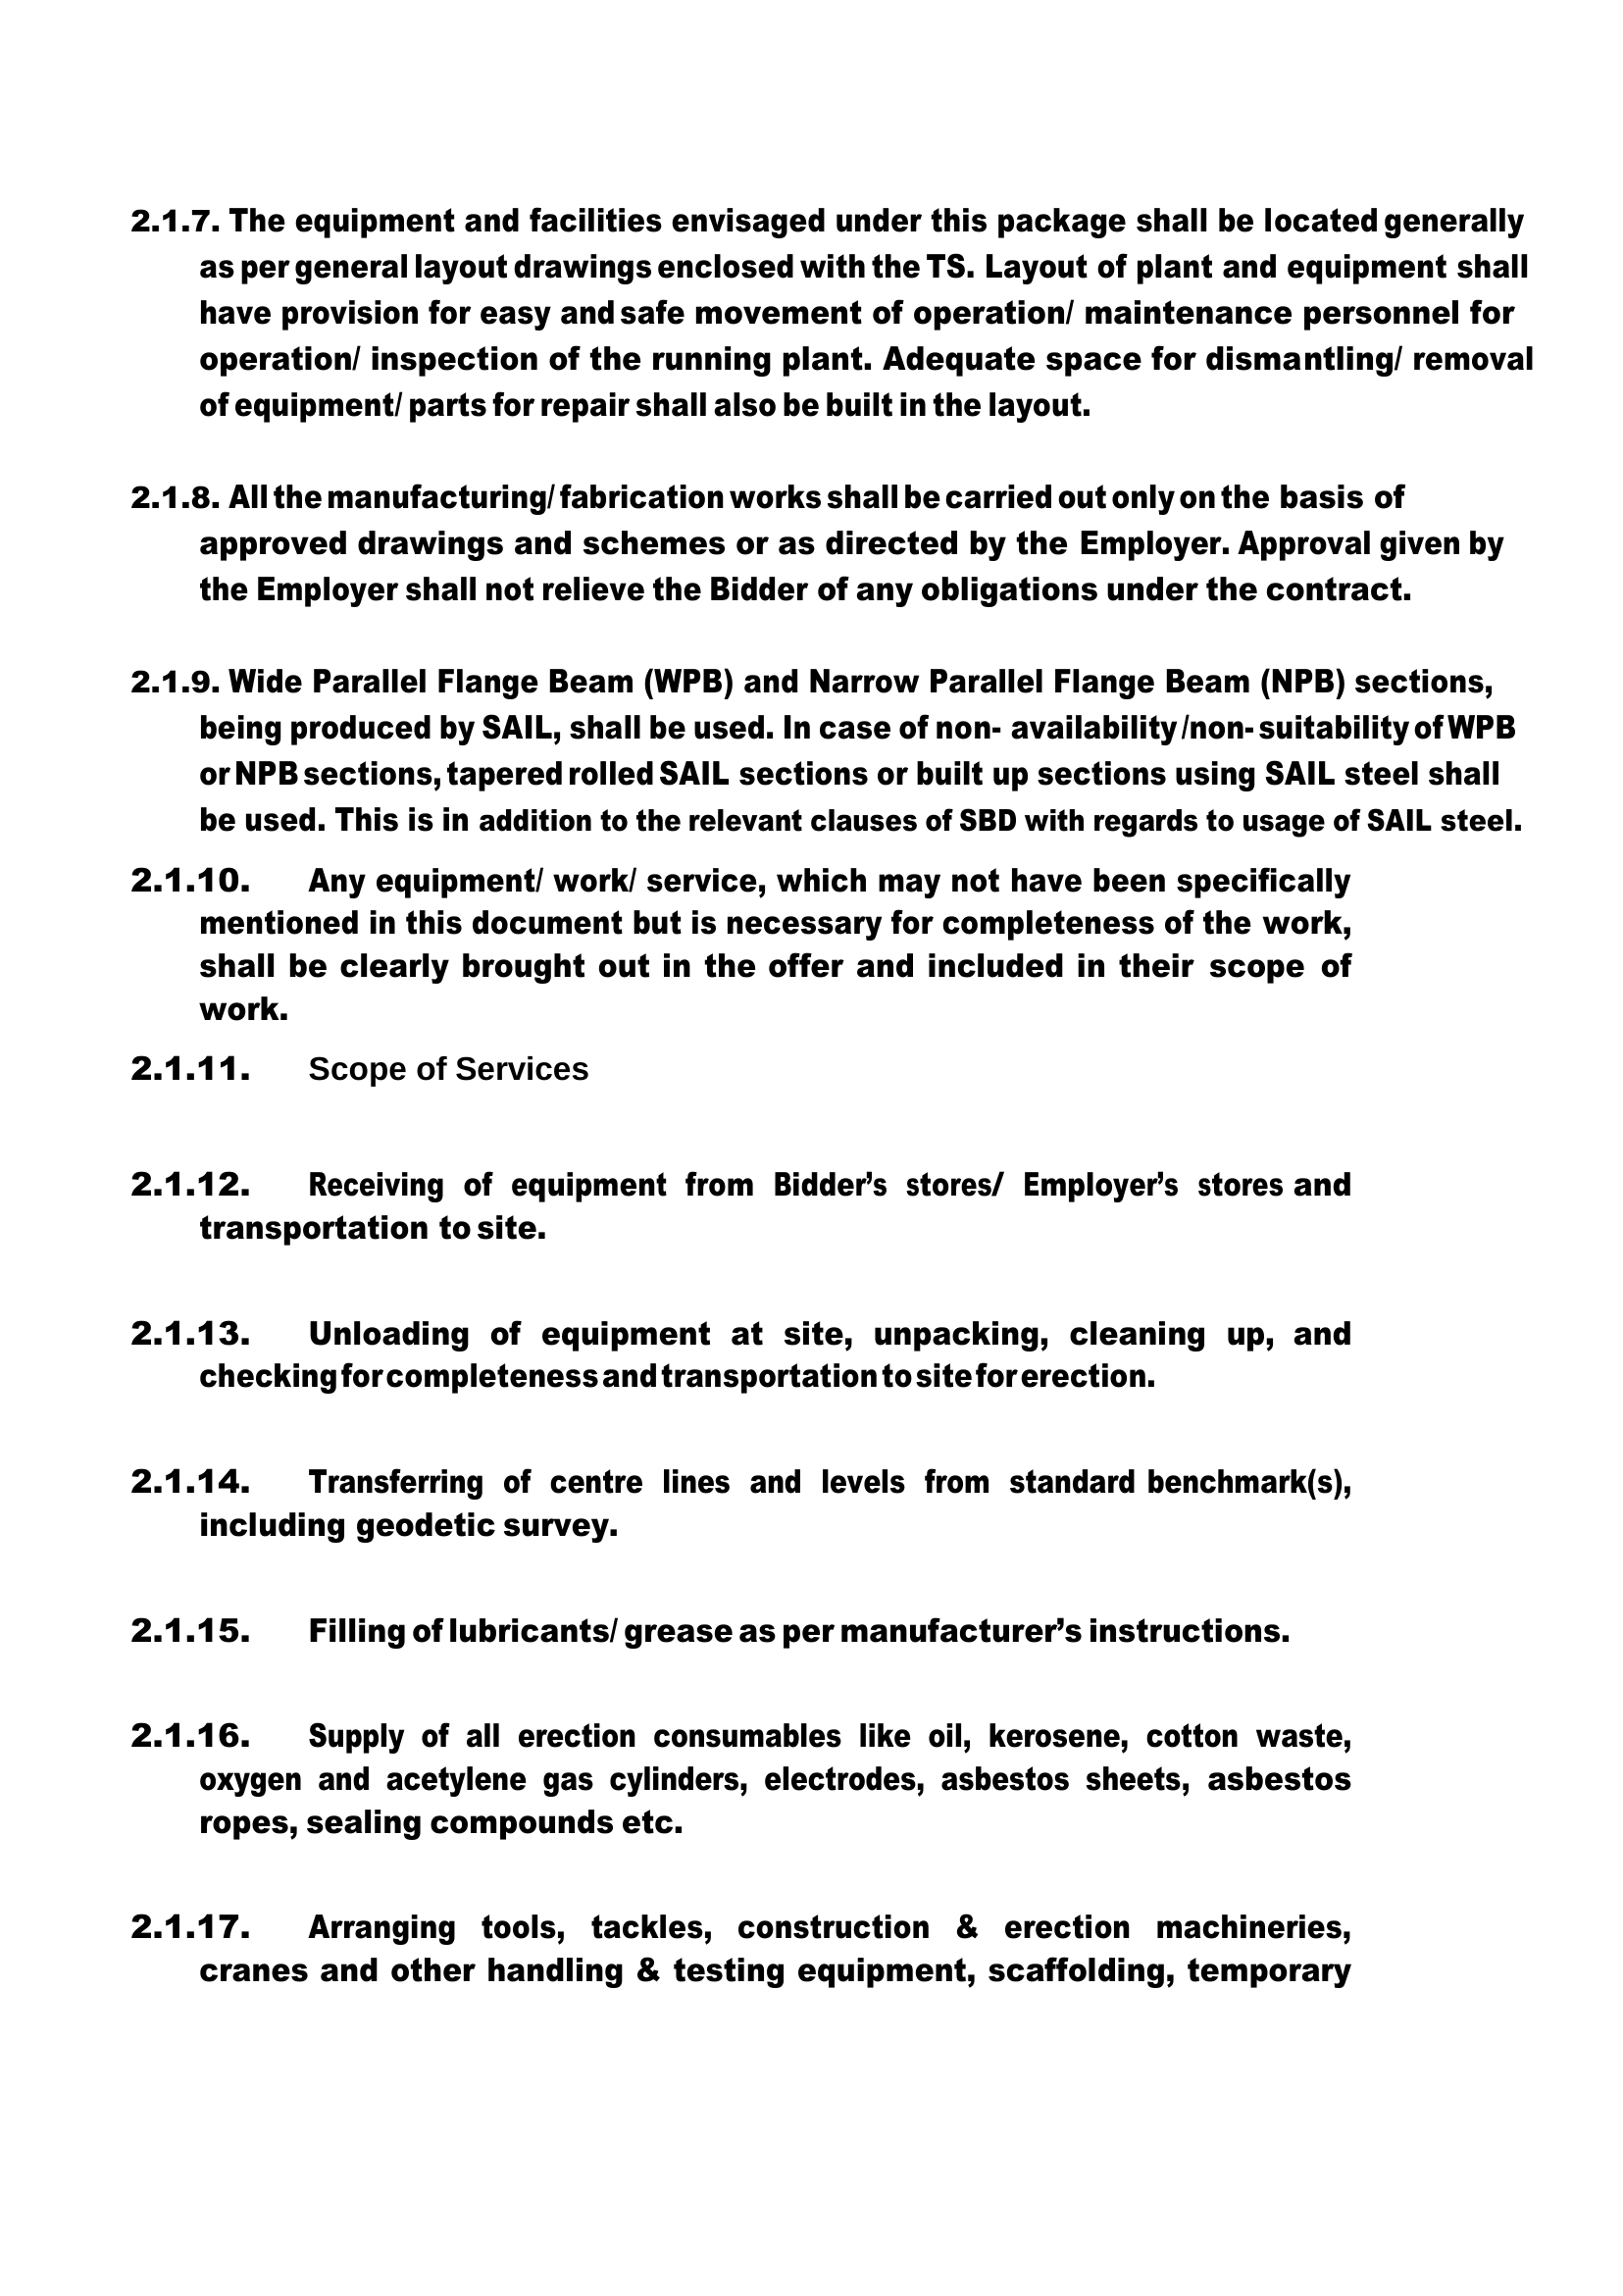 2.1.7. The equipment and facilities envisaged under this package shall be located generally
as per general layout drawings enclosed with the TS. Layout of plant and equipment shall
have provision for easy and safe movement of operation/ maintenance personnel for
operation/ inspection of the running plant. Adequate space for dismantling/ removal
of equipment/ parts for repair shall also be built in the layout.
2.1.8. All the manufacturing/ fabrication works shall be carried out only on the basis of
approved drawings and schemes or as directed by the Employer. Approval given by
the Employer shall not relieve the Bidder of any obligations under the contract.
2.1.9. Wide Parallel Flange Beam (WPB) and Narrow Parallel Flange Beam (NPB) sections,
being produced by SAIL, shall be used. In case of non- availability /non- suitability of WPB
or NPB sections, tapered rolled SAIL sections or built up sections using SAIL steel shall
be used. This is in addition to the relevant clauses of SBD with regards to usage of SAIL steel.
2.1.10. Any equipment/ work/ service, which may not have been specifically
mentioned in this document but is necessary for completeness of the work,
shall be clearly brought out in the offer and included in their scope of
work.
2.1.11. Scope of Services
2.1.12. Receiving of equipment from Bidder’s stores/ Employer’s stores and
transportation to site.
2.1.13. Unloading of equipment at site, unpacking, cleaning up, and
checking for completeness and transportation to site for erection.
2.1.14. Transferring of centre lines and levels from standard benchmark(s),
including geodetic survey.
2.1.15. Filling of lubricants/ grease as per manufacturer’s instructions.
2.1.16. Supply of all erection consumables like oil, kerosene, cotton waste,
oxygen and acetylene gas cylinders, electrodes, asbestos sheets, asbestos
ropes, sealing compounds etc.
2.1.17. Arranging tools, tackles, construction & erection machineries,
cranes and other handling & testing equipment, scaffolding, temporary